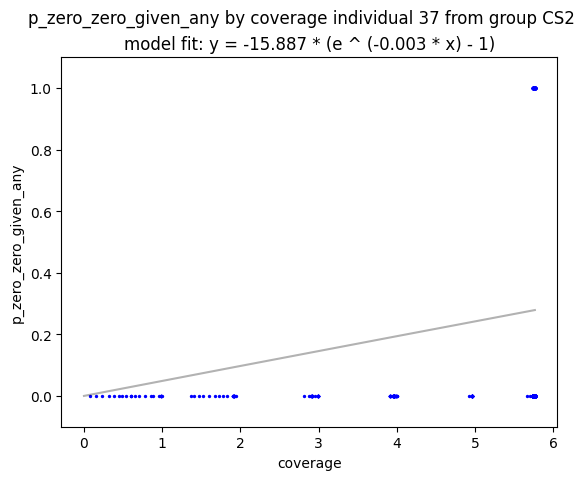 p_zero_zero_given_any by coverage individual 37 from group CS2
model fit: y = -15.887 * (e ^ (-0.003 * x) - 1)
1.0
0.8
0.6
0.4
0.2
0.0
p_zero_zero_given_any
0 1 2 3 4 5 6
coverage